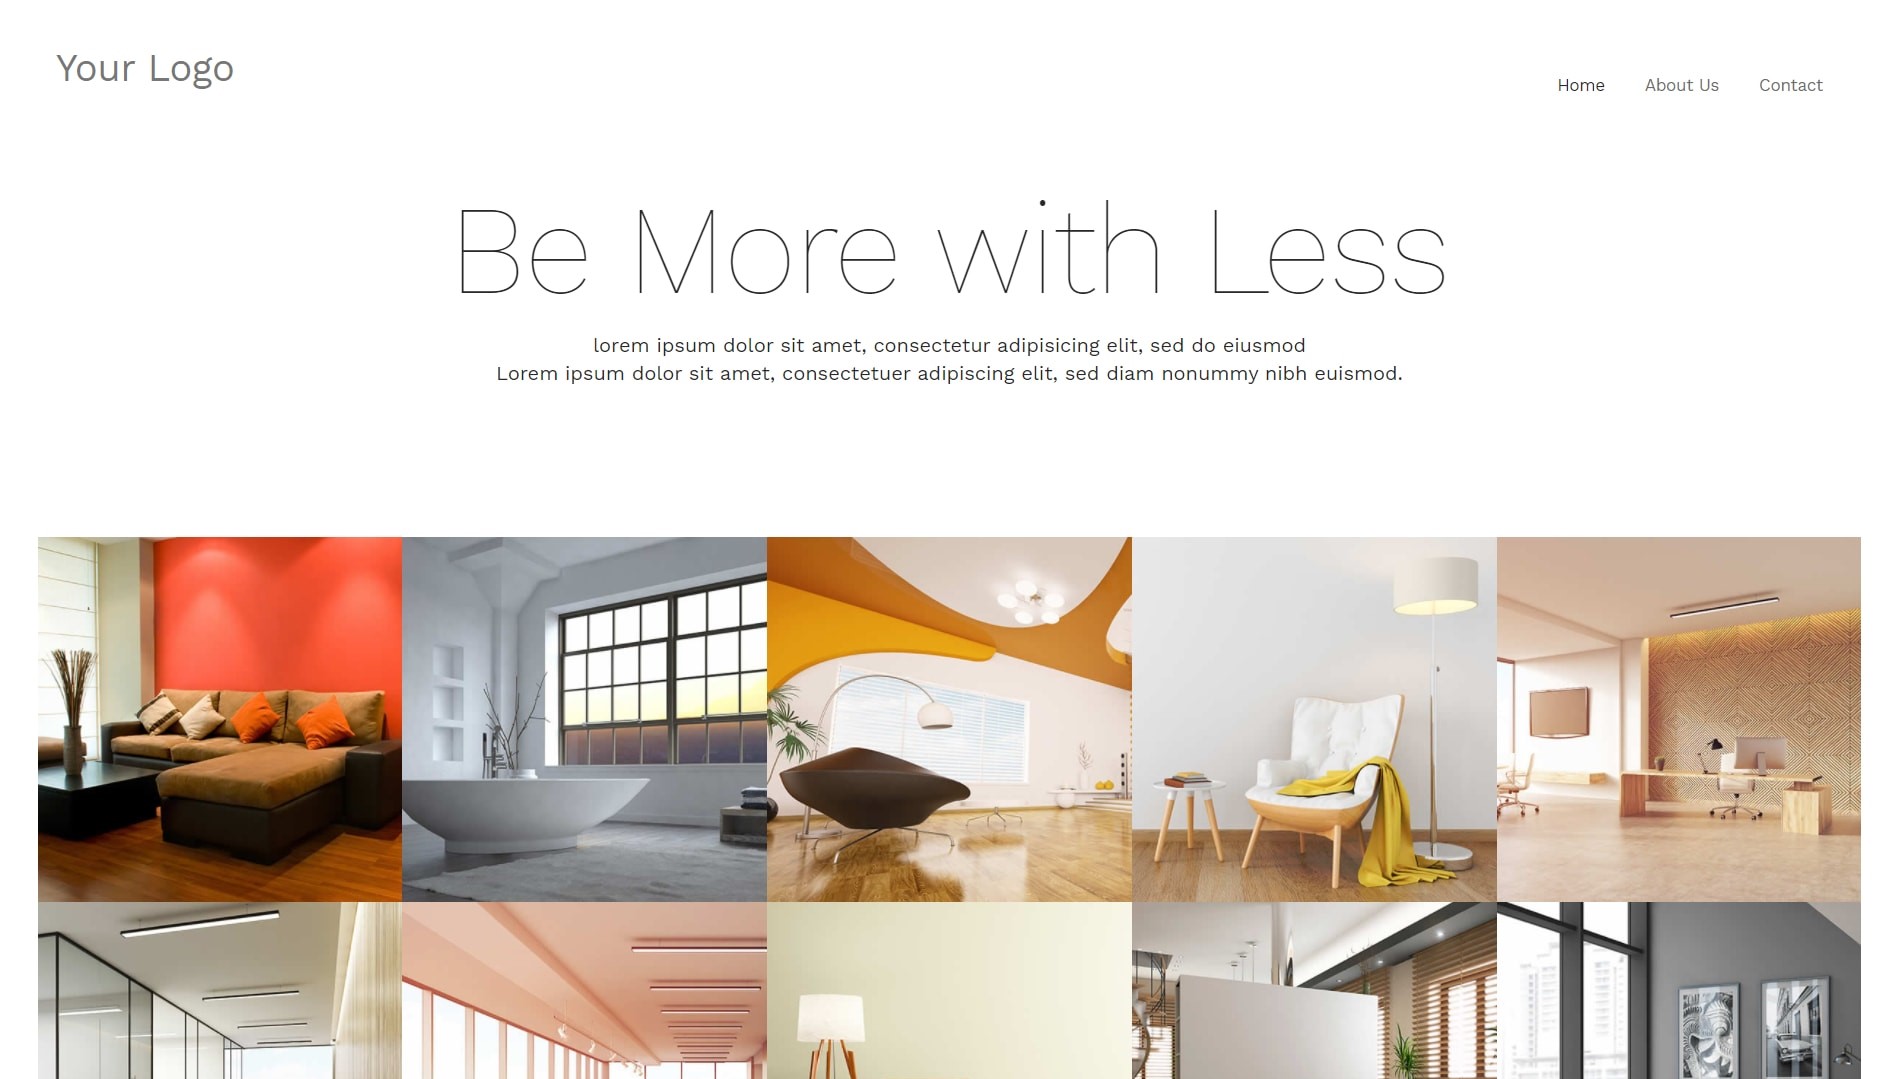 Your Logo
Home About Us Contact
Be More with Less
lorem ipsum dolor sit amet, consectetur adipisicing elit, sed do eiusmod
Lorem ipsum dolor sit amet, consectetuer adipiscing elit, sed diam nonummy nibh euismod.